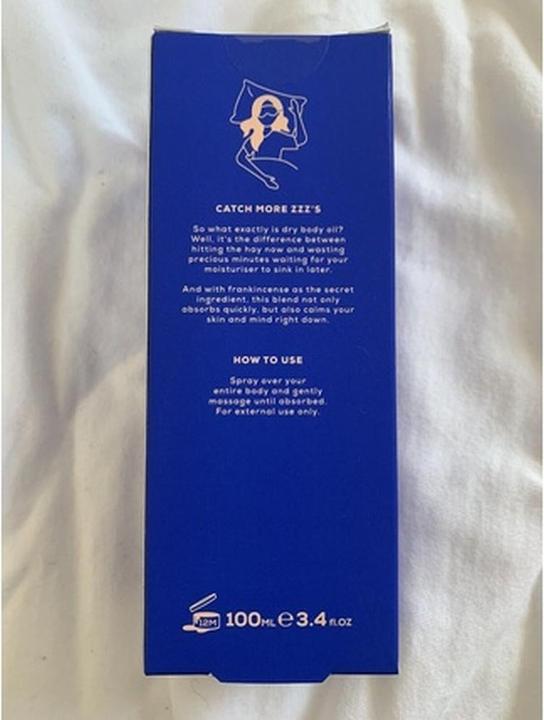 CATCH MORE ZZZ'S
So what exactly is dry body oil?
Well, it's the difference between
hitting the hay now and wasting
precious minutes waiting for your
moisturiser to sink in later.
And with frankincense as the secret
ingredient, this blend not only
absorbs quickly, but also calms your
skin and mind right down.
HOW TO USE
Spray over your
entire body and gently
massage until absorbed.
For external use only.
12M 100ML ℮ 3.4 fl.oz